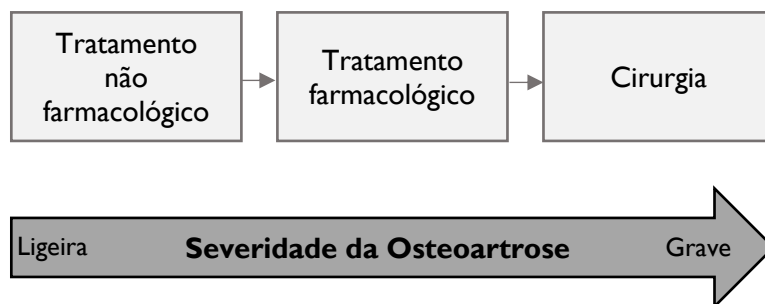 Tratamento
não
farmacológico
Tratamento
farmacológico
Cirurgia
Ligeira
Severidade da Osteoartrose
Grave